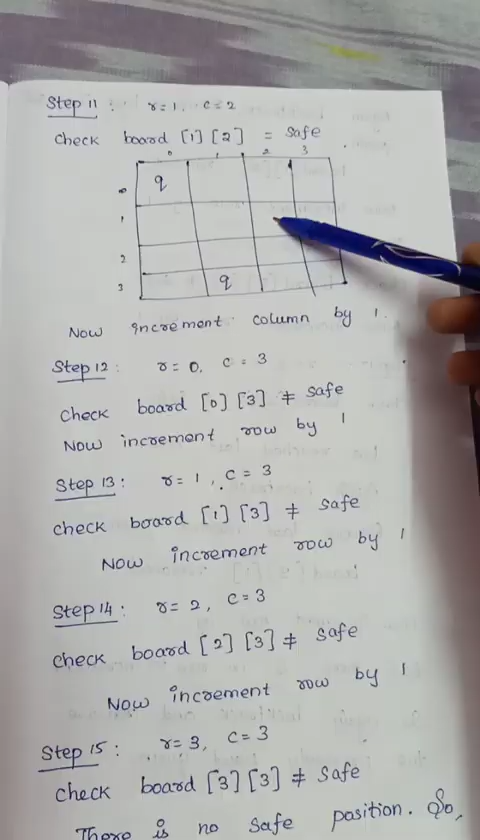 Step 11: r=1, c=2
Check board [1][2] = safe
0 1 2 3
0 q
1
2
3 q
Now increment column by 1.
Step 12: r=0, c=3
Check board [0][3] ≠ safe
Now increment row by 1
Step 13: r=1, c=3
check board [1][3] ≠ safe
Now increment row by 1
Step 14: r=2, c=3
Check board [2][3] ≠ safe
Now increment row by 1
Step 15: r=3, c=3
Check board [3][3] ≠ Safe
There is no safe position. So,